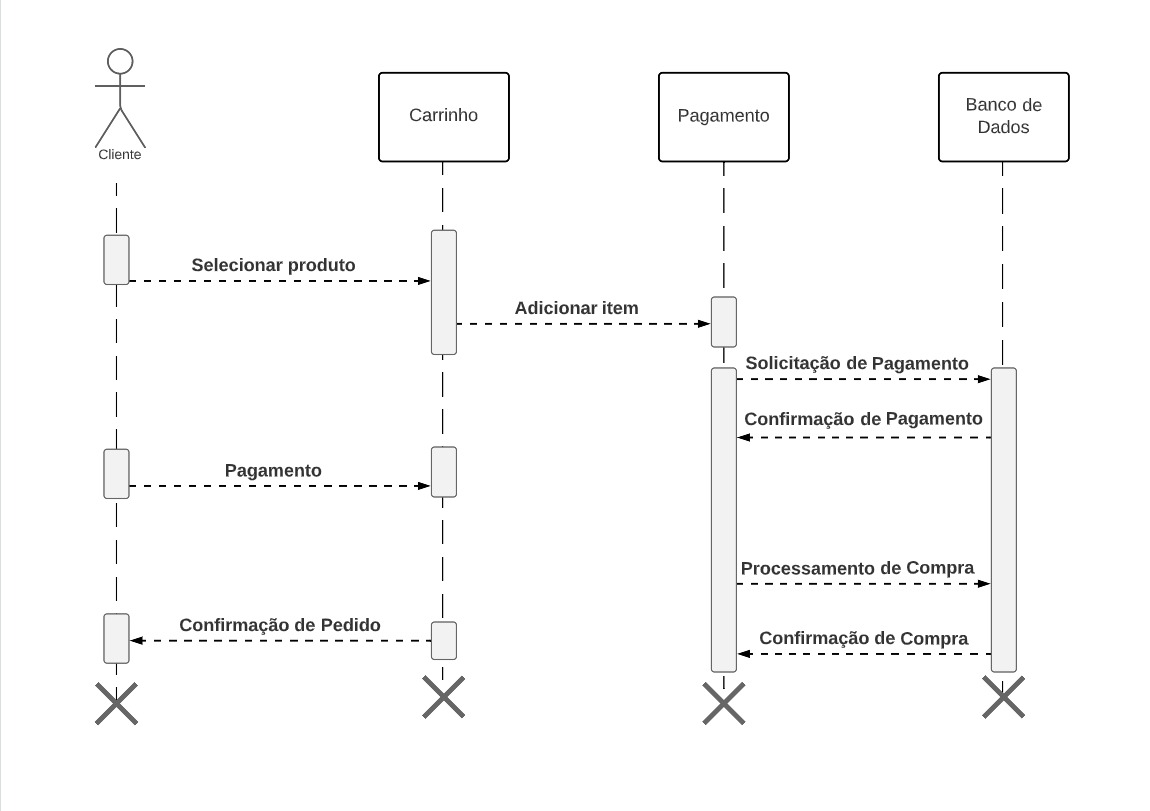 Cliente
Carrinho
Pagamento
Banco de
Dados
Selecionar produto
Adicionar item
Solicitação de Pagamento
Confirmação de Pagamento
Pagamento
Processamento de Compra
Confirmação de Pedido
Confirmação de Compra